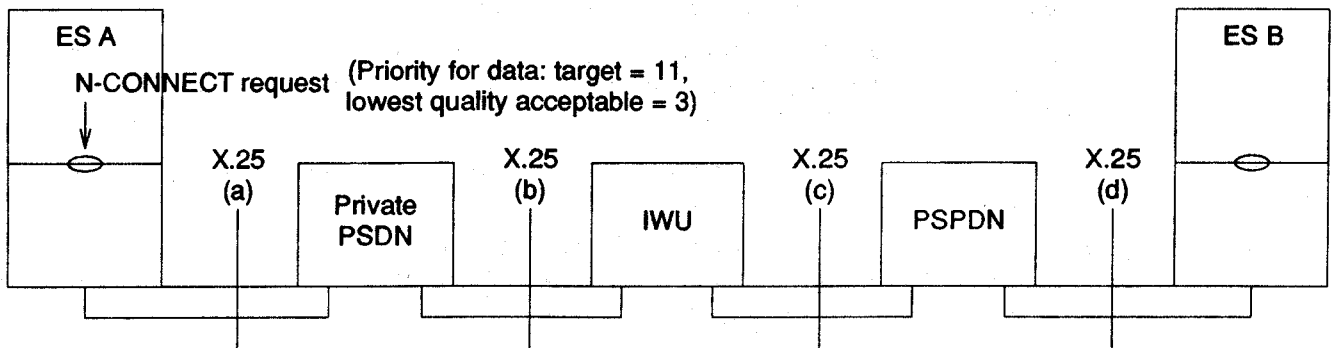 ES A
ES B
N-CONNECT request (Priority for data: target = 11,
lowest quality acceptable = 3)
X.25
(a)
X.25
(b)
X.25
(c)
X.25
(d)
Private
PSDN
IWU
PSPDN